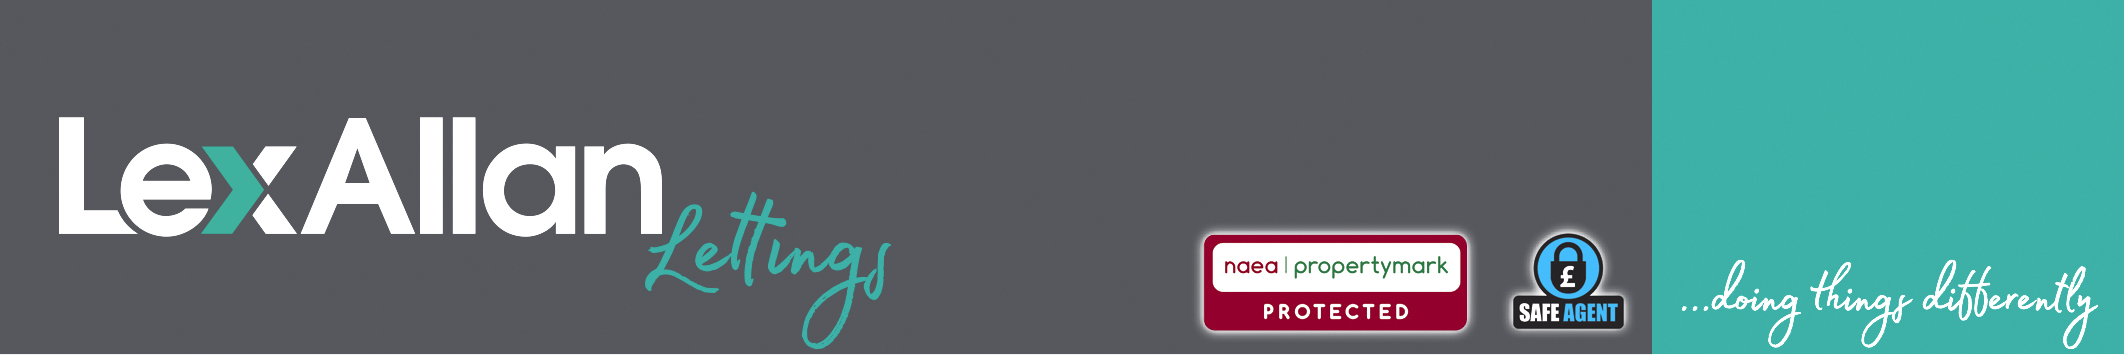 LexAllan
Lettings
naea | propertymark
PROTECTED
£
SAFE AGENT
...doing things differently